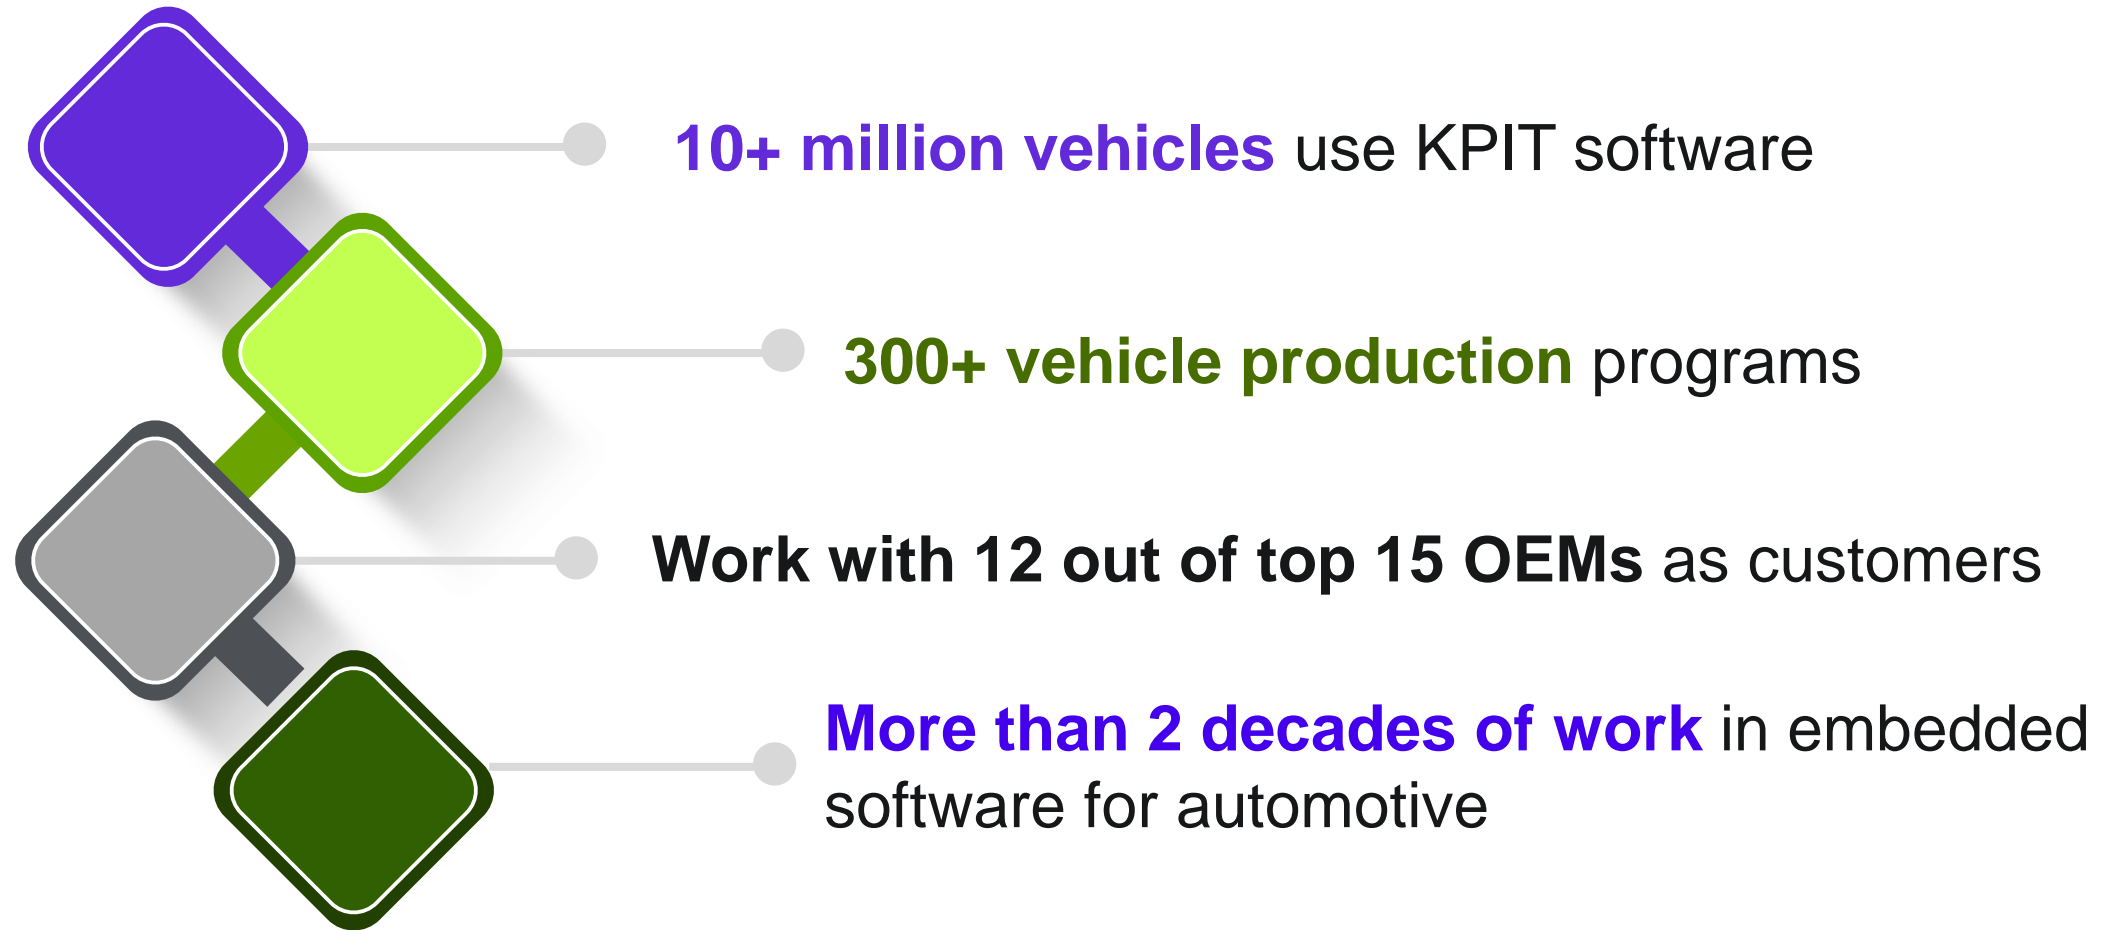 10+ million vehicles use KPIT software
300+ vehicle production programs
Work with 12 out of top 15 OEMs as customers
More than 2 decades of work in embedded
software for automotive